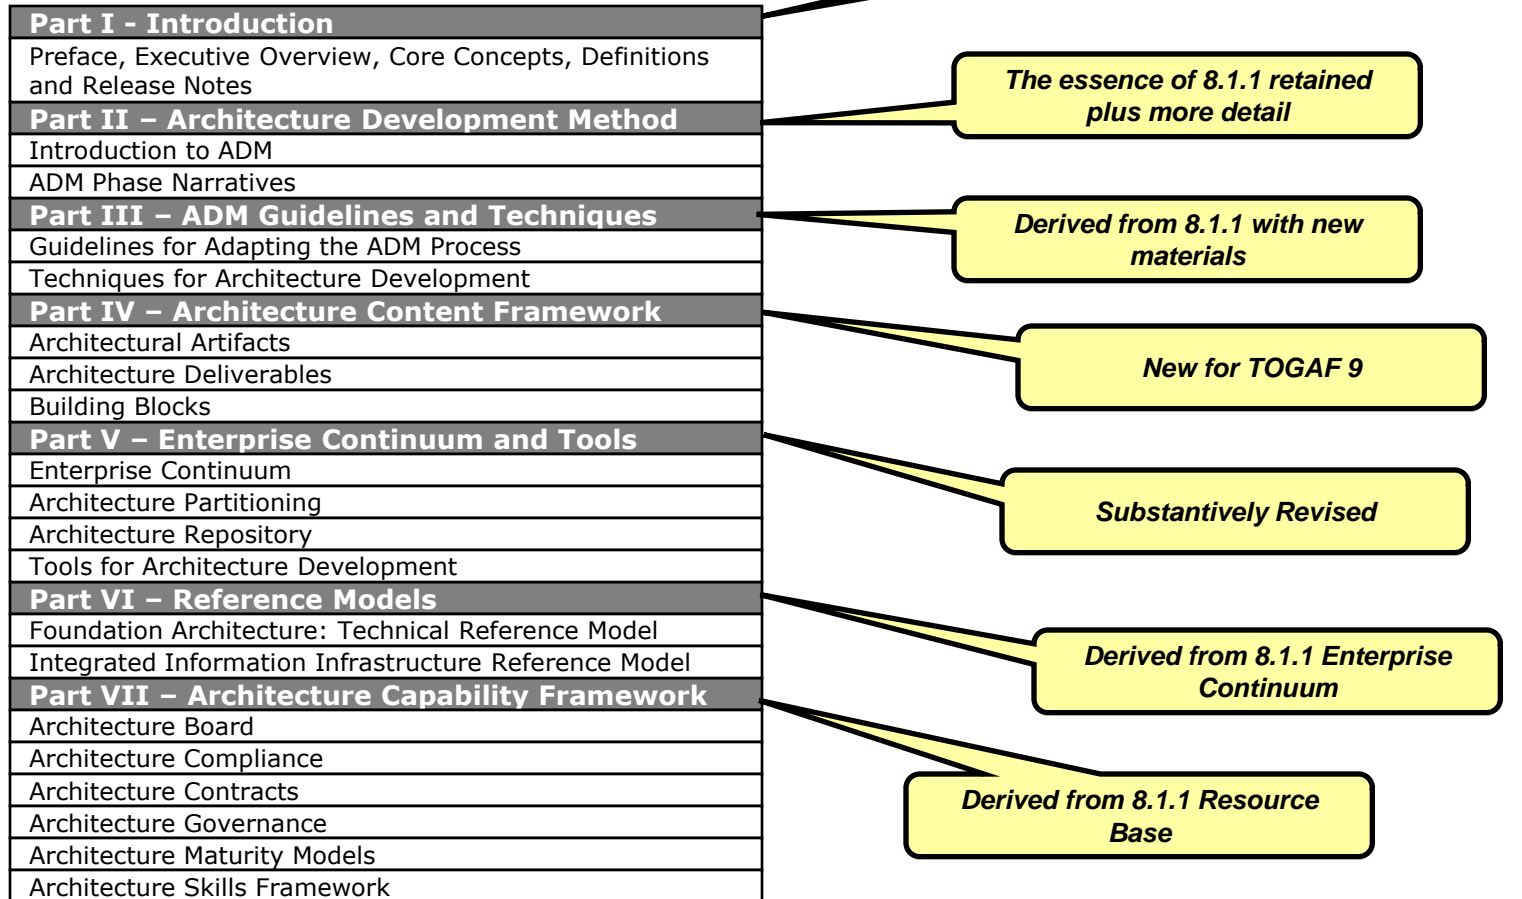 Part I - Introduction
Preface, Executive Overview, Core Concepts, Definitions
and Release Notes
Part II – Architecture Development Method
Introduction to ADM
ADM Phase Narratives
Part III – ADM Guidelines and Techniques
Guidelines for Adapting the ADM Process
Techniques for Architecture Development
Part IV – Architecture Content Framework
Architectural Artifacts
Architecture Deliverables
Building Blocks
Part V – Enterprise Continuum and Tools
Enterprise Continuum
Architecture Partitioning
Architecture Repository
Tools for Architecture Development
Part VI – Reference Models
Foundation Architecture: Technical Reference Model
Integrated Information Infrastructure Reference Model
Part VII – Architecture Capability Framework
Architecture Board
Architecture Compliance
Architecture Contracts
Architecture Governance
Architecture Maturity Models
Architecture Skills Framework
The essence of 8.1.1 retained
plus more detail
Derived from 8.1.1 with new
materials
New for TOGAF 9
Substantively Revised
Derived from 8.1.1 Enterprise
Continuum
Derived from 8.1.1 Resource
Base